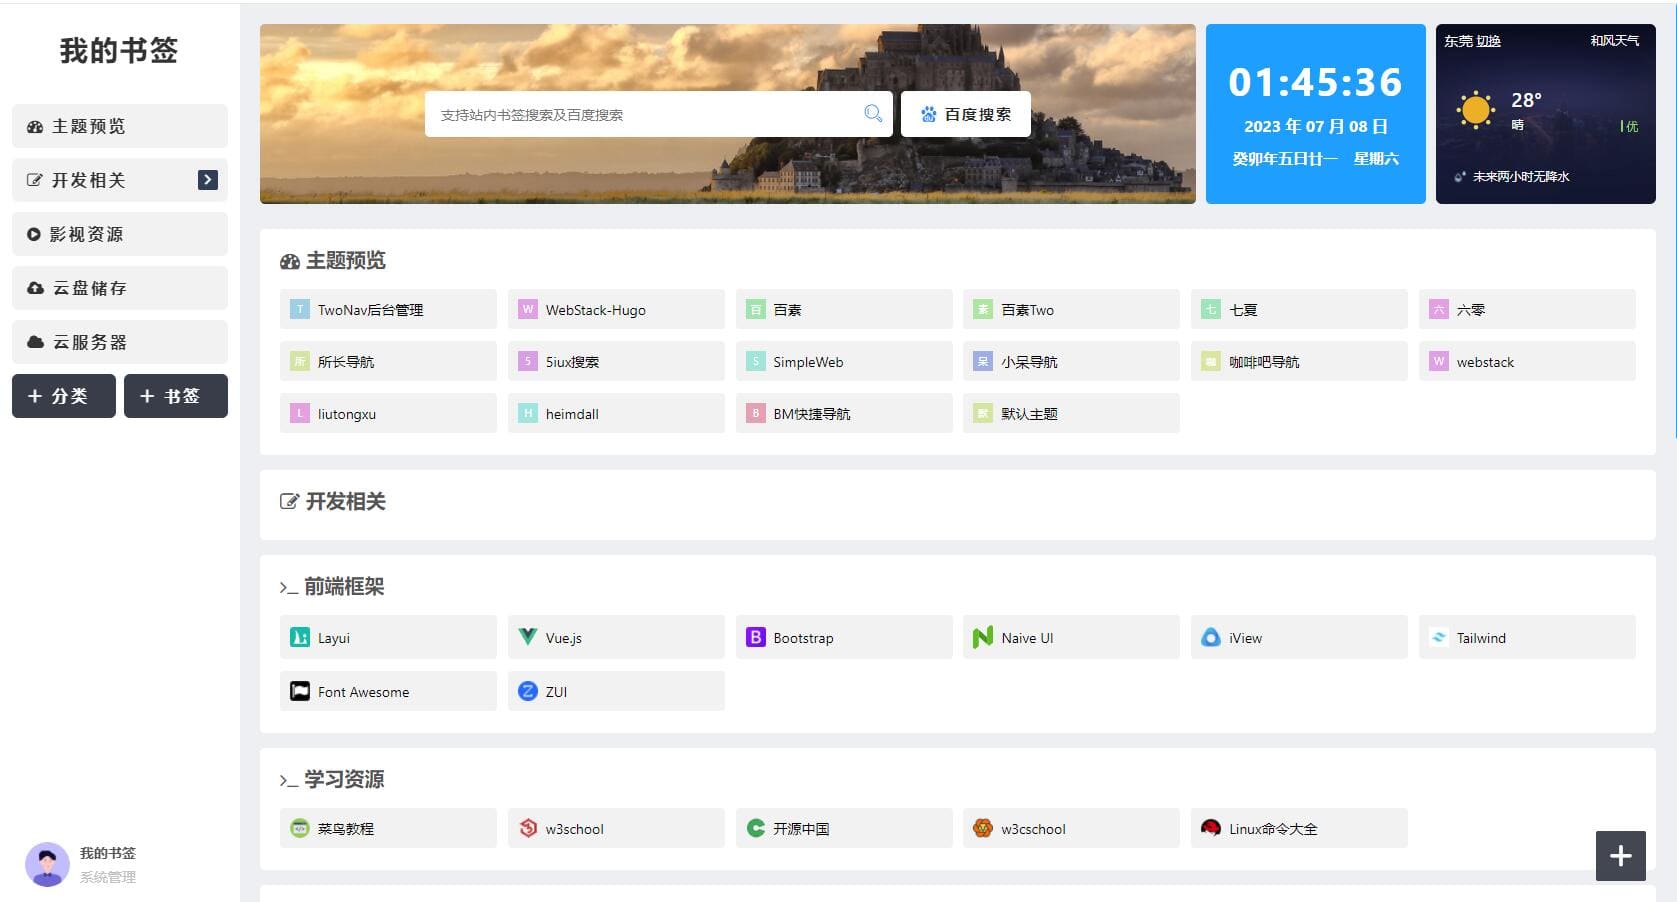 我的书签
主题预览
开发相关
影视资源
云盘储存
云服务器
分类
书签
我的书签
系统管理
支持站内书签搜索及百度搜索
百度搜索
01:45:36
2023 年 07 月 08 日
癸卯年五日廿一 星期六
东莞 切换 和风天气
28°
晴
优
未来两小时无降水
主题预览
T TwoNav后台管理
W WebStack-Hugo
百 百素
素 百素Two
七 七夏
六 六零
所 所长导航
5 5iux搜索
S SimpleWeb
呆 小呆导航
咖 咖啡吧导航
W webstack
L liutongxu
H heimdall
B BM快捷导航
默 默认主题
开发相关
前端框架
Layui
Vue.js
B Bootstrap
Naive UI
iView
Tailwind
Font Awesome
Z ZUI
学习资源
菜鸟教程
w3school
开源中国
w3cschool
Linux命令大全